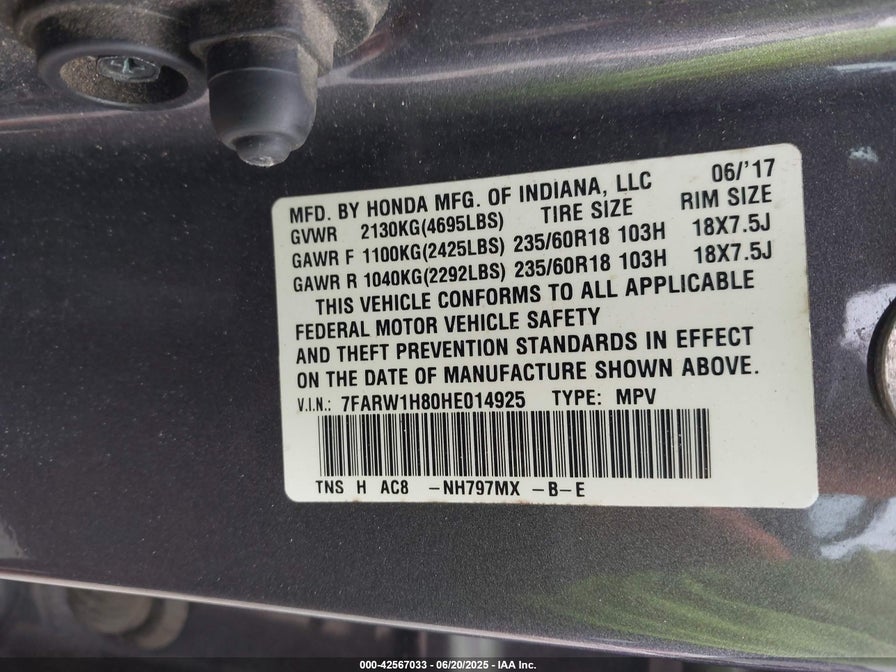 06/'17
MFD. BY HONDA MFG. OF INDIANA, LLC
GVWR 2130KG(4695LBS) TIRE SIZE RIM SIZE
GAWR F 1100KG(2425LBS) 235/60R18 103H 18X7.5J
GAWR R 1040KG(2292LBS) 235/60R18 103H 18X7.5J
THIS VEHICLE CONFORMS TO ALL APPLICABLE
FEDERAL MOTOR VEHICLE SAFETY
AND THEFT PREVENTION STANDARDS IN EFFECT
ON THE DATE OF MANUFACTURE SHOWN ABOVE.
V.I.N.: 7FARW1H80HE014925 TYPE: MPV
TNS H AC8 -NH797MX -B-E
000-42567033 - 06/20/2025 - IAA Inc.